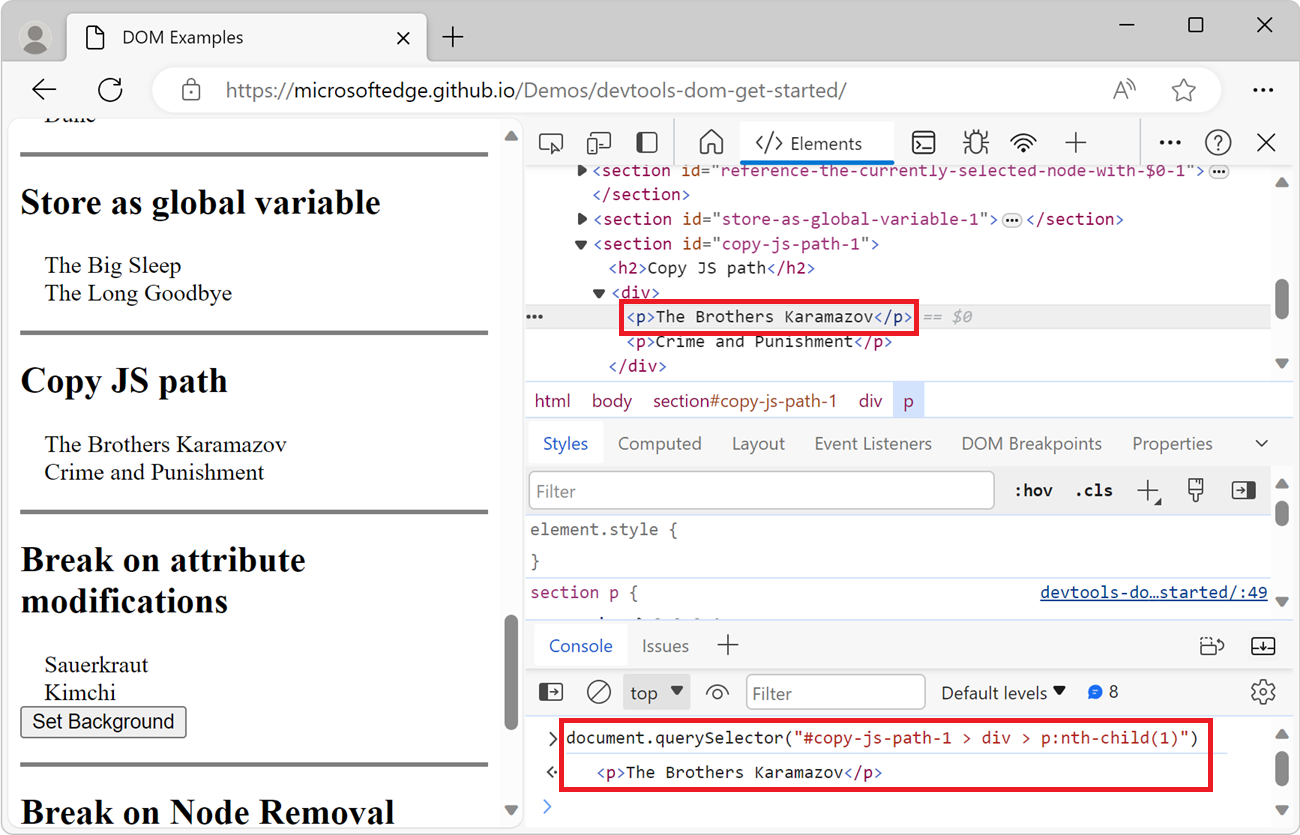 DOM Examples
https://microsoftedge.github.io/Demos/devtools-dom-get-started/
Dune
Store as global variable
The Big Sleep
The Long Goodbye
Copy JS path
The Brothers Karamazov
Crime and Punishment
Break on attribute
modifications
Sauerkraut
Kimchi
Set Background
Break on Node Removal
</> Elements
<section id="reference-the-currently-selected-node-with-$0-1"> …
</section>
<section id="store-as-global-variable-1"> … </section>
<section id="copy-js-path-1">
<h2>Copy JS path</h2>
<div>
<p>The Brothers Karamazov</p> == $0
<p>Crime and Punishment</p>
</div>
html body section#copy-js-path-1 div p
Styles Computed Layout Event Listeners DOM Breakpoints Properties
Filter :hov .cls
element.style {
}
section p { devtools-do…started/:49
Console Issues
top Filter Default levels 8
document.querySelector("#copy-js-path-1 > div > p:nth-child(1)")
<p>The Brothers Karamazov</p>